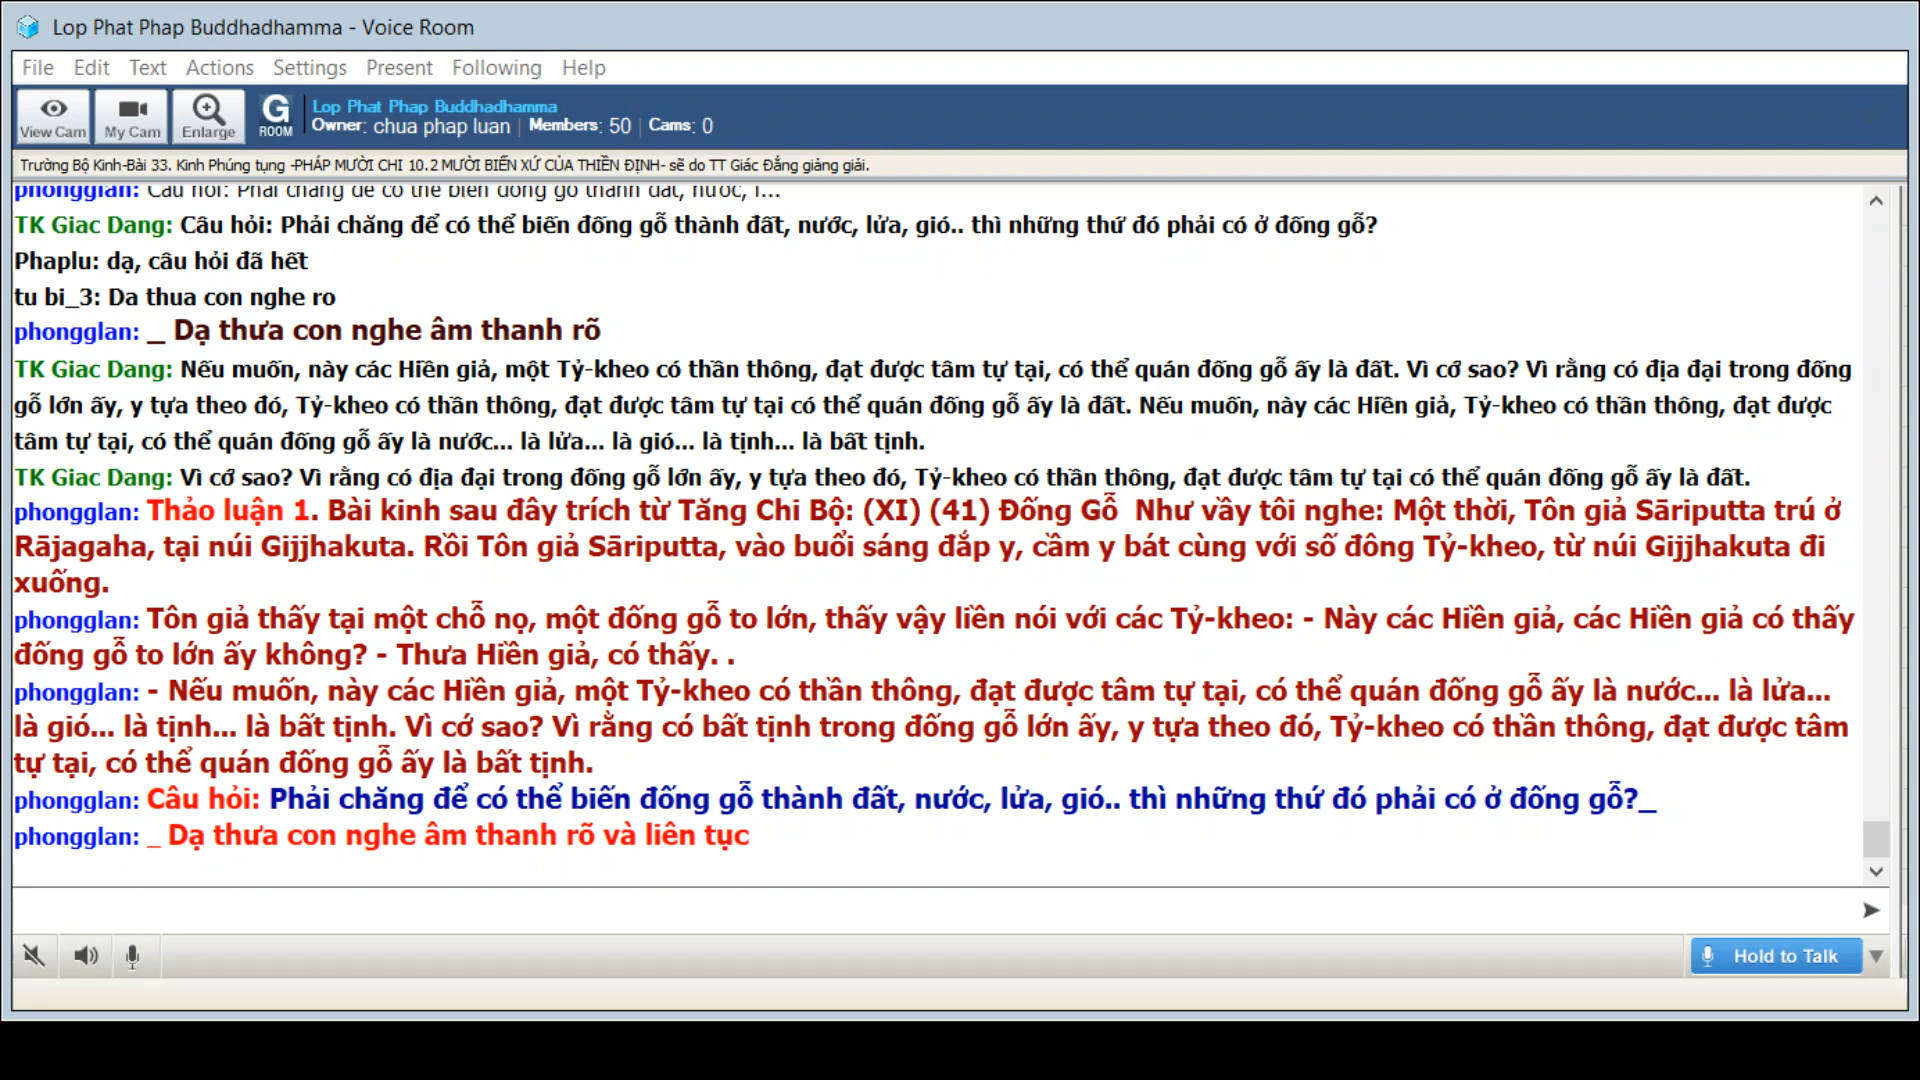 Lop Phat Phap Buddhadhamma - Voice Room
File Edit Text Actions Settings Present Following Help
View Cam My Cam Enlarge G ROOM Lop Phat Phap Buddhadhamma
Owner: chua phap luan | Members: 50 | Cams: 0
Trường Bộ Kinh-Bài 33. Kinh Phúng tụng -PHÁP MƯỜI CHI 10.2 MƯỜI BIẾN XỨ CỦA THIỀN ĐỊNH- sẽ do TT Giác Đẳng giảng giải.
phongglan: Câu hỏi: Phải chăng để có thể biến đống gỗ thành đất, nước, l...
TK Giac Dang: Câu hỏi: Phải chăng để có thể biến đống gỗ thành đất, nước, lửa, gió.. thì những thứ đó phải có ở đống gỗ?
Phaplu: dạ, câu hỏi đã hết
tu bi_3: Da thua con nghe ro
phongglan: _ Dạ thưa con nghe âm thanh rõ
TK Giac Dang: Nếu muốn, này các Hiền giả, một Tỷ-kheo có thần thông, đạt được tâm tự tại, có thể quán đống gỗ ấy là đất. Vì cớ sao? Vì rằng có địa đại trong đống
gỗ lớn ấy, y tựa theo đó, Tỷ-kheo có thần thông, đạt được tâm tự tại có thể quán đống gỗ ấy là đất. Nếu muốn, này các Hiền giả, Tỷ-kheo có thần thông, đạt được
tâm tự tại, có thể quán đống gỗ ấy là nước... là lửa... là gió... là tịnh... là bất tịnh.
TK Giac Dang: Vì cớ sao? Vì rằng có địa đại trong đống gỗ lớn ấy, y tựa theo đó, Tỷ-kheo có thần thông, đạt được tâm tự tại có thể quán đống gỗ ấy là đất.
phongglan: Thảo luận 1. Bài kinh sau đây trích từ Tăng Chi Bộ: (XI) (41) Đống Gỗ Như vầy tôi nghe: Một thời, Tôn giả Sāriputta trú ở
Rājagaha, tại núi Gijjhakuta. Rồi Tôn giả Sāriputta, vào buổi sáng đắp y, cầm y bát cùng với số đông Tỷ-kheo, từ núi Gijjhakuta đi
xuống.
phongglan: Tôn giả thấy tại một chỗ nọ, một đống gỗ to lớn, thấy vậy liền nói với các Tỷ-kheo: - Này các Hiền giả, các Hiền giả có thấy
đống gỗ to lớn ấy không? - Thưa Hiền giả, có thấy. .
phongglan: - Nếu muốn, này các Hiền giả, một Tỷ-kheo có thần thông, đạt được tâm tự tại, có thể quán đống gỗ ấy là nước... là lửa...
là gió... là tịnh... là bất tịnh. Vì cớ sao? Vì rằng có bất tịnh trong đống gỗ lớn ấy, y tựa theo đó, Tỷ-kheo có thần thông, đạt được tâm
tự tại, có thể quán đống gỗ ấy là bất tịnh.
phongglan: Câu hỏi: Phải chăng để có thể biến đống gỗ thành đất, nước, lửa, gió.. thì những thứ đó phải có ở đống gỗ?_
phongglan: _ Dạ thưa con nghe âm thanh rõ và liên tục
Hold to Talk